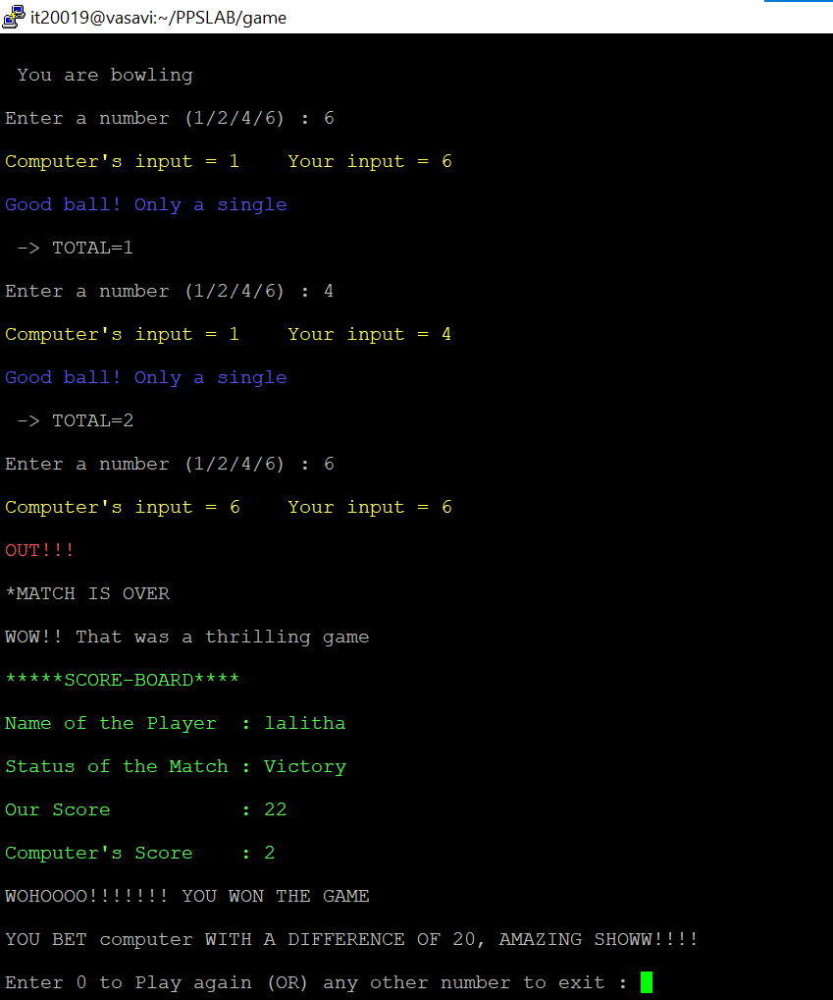 it20019@vasavi:~/PPSLAB/game
You are bowling
Enter a number (1/2/4/6) : 6
Computer's input = 1    Your input = 6
Good ball! Only a single
-> TOTAL=1
Enter a number (1/2/4/6) : 4
Computer's input = 1    Your input = 4
Good ball! Only a single
-> TOTAL=2
Enter a number (1/2/4/6) : 6
Computer's input = 6    Your input = 6
OUT!!!
*MATCH IS OVER
WOW!! That was a thrilling game
*****SCORE-BOARD****
Name of the Player  : lalitha
Status of the Match : Victory
Our Score           : 22
Computer's Score    : 2
WOHOOOO!!!!!!! YOU WON THE GAME
YOU BET computer WITH A DIFFERENCE OF 20, AMAZING SHOWW!!!!
Enter 0 to Play again (OR) any other number to exit :